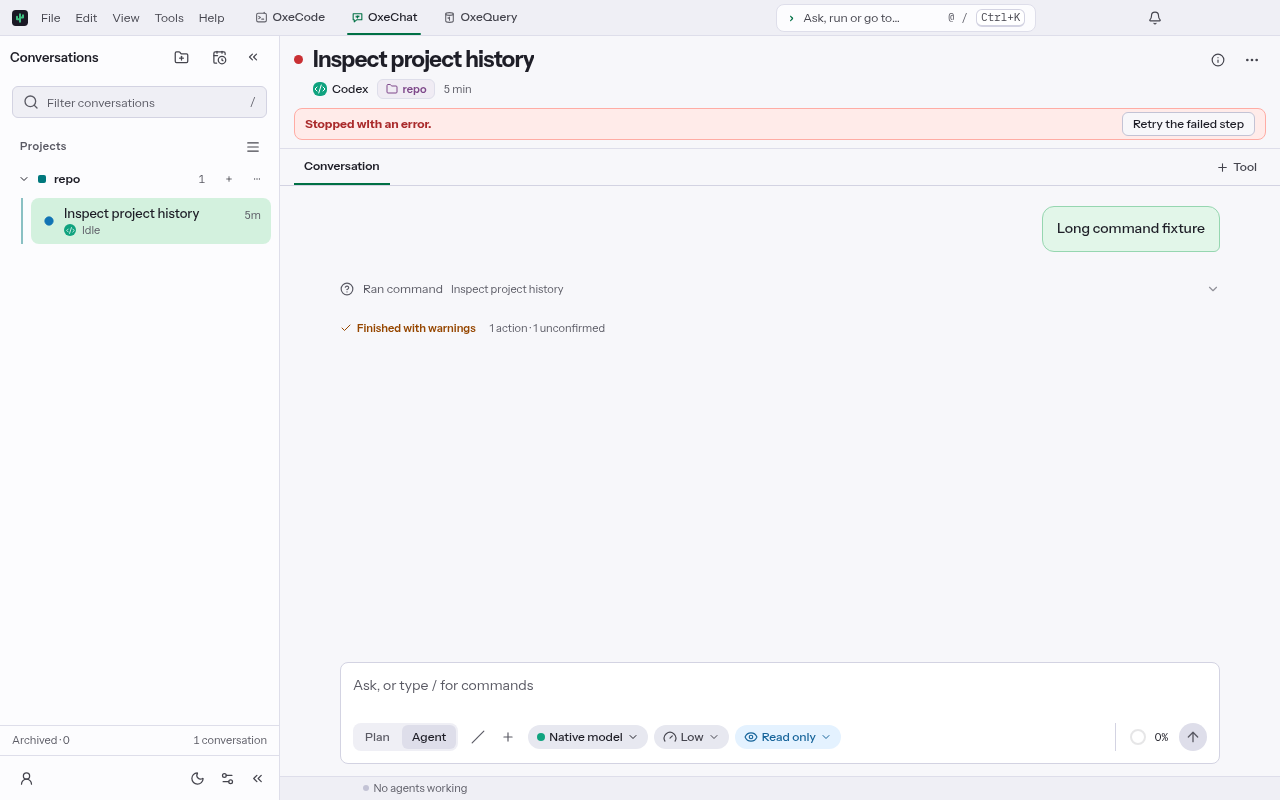 File Edit View Tools Help OxeCode OxeChat OxeQuery › Ask, run or go to... @ / Ctrl+K
Conversations
Filter conversations /
Projects
repo 1 + ...
Inspect project history 5m
Idle
Archived · 0 1 conversation
Inspect project history
Codex repo 5 min
Stopped with an error. Retry the failed step
Conversation + Tool
Long command fixture
Ran command Inspect project history
Finished with warnings 1 action · 1 unconfirmed
Ask, or type / for commands
Plan Agent Native model Low Read only 0%
No agents working